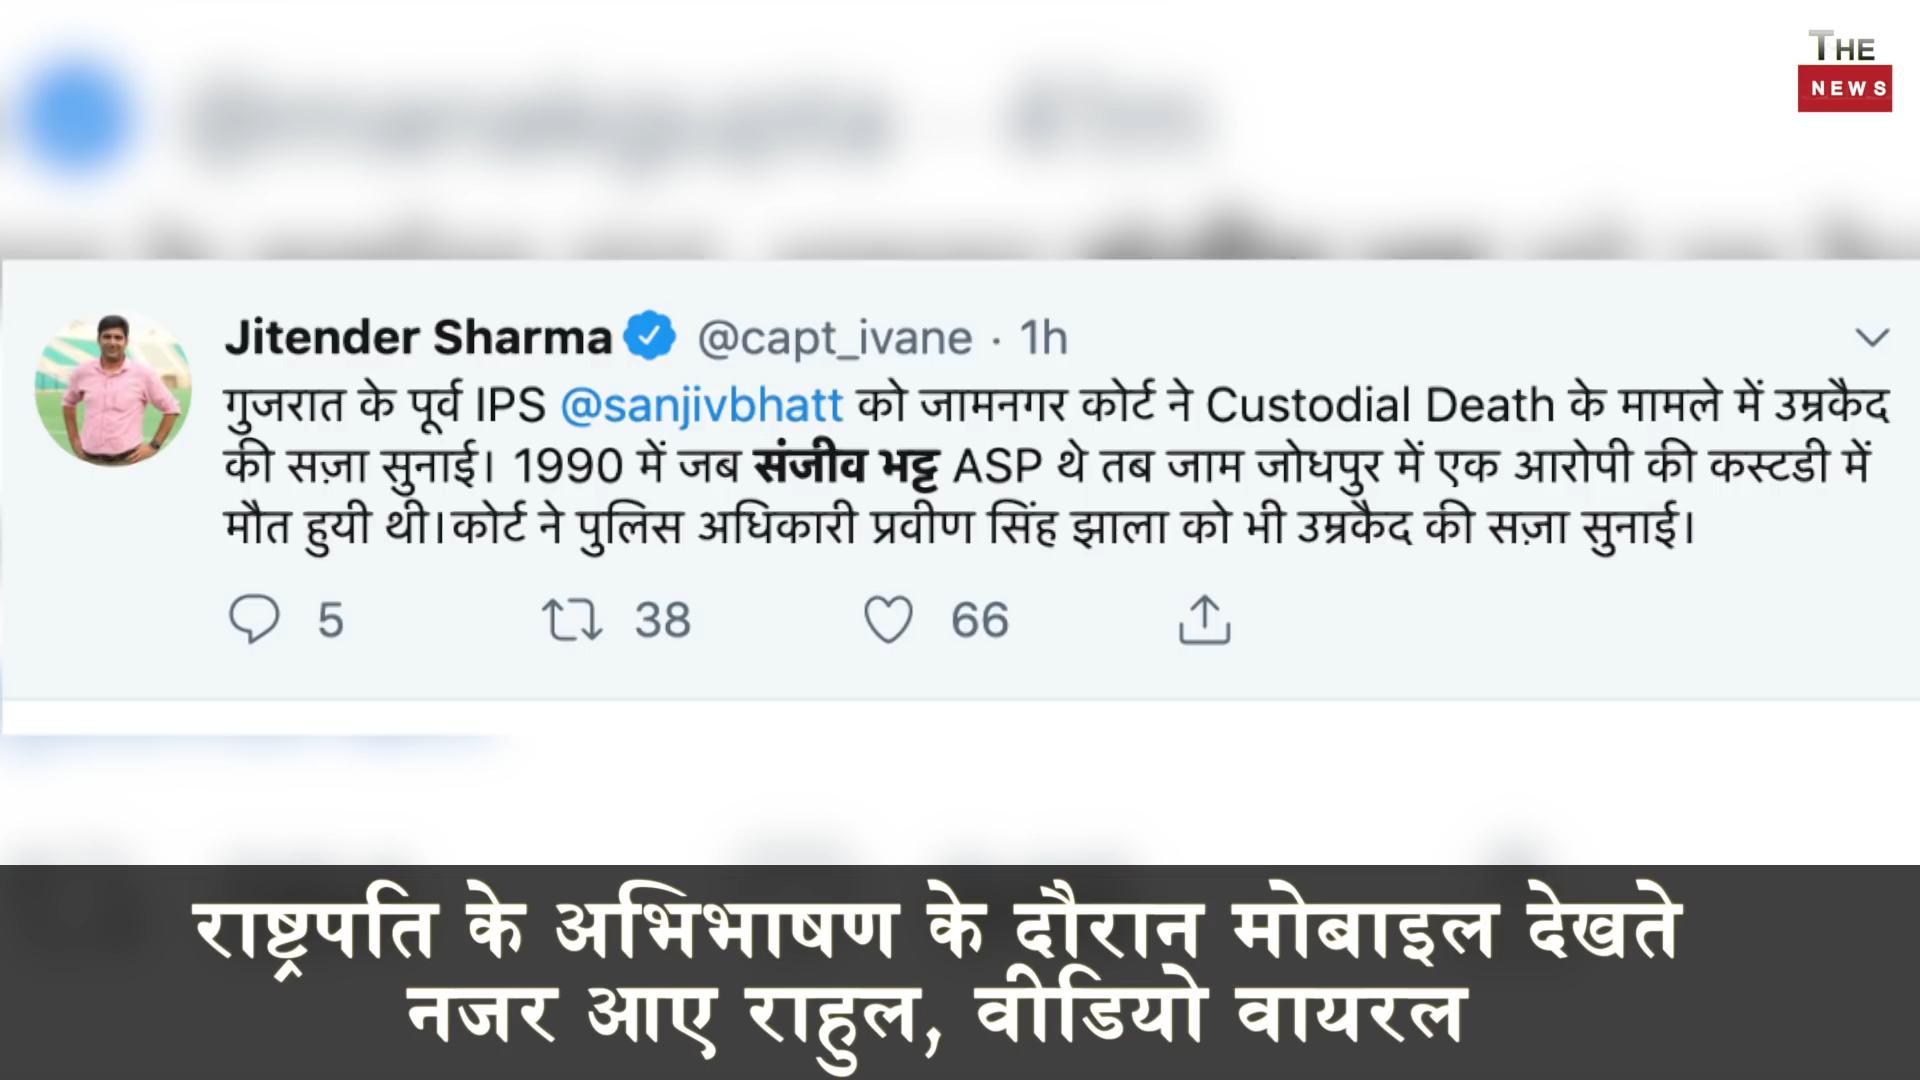 THE
NEWS
Jitender Sharma @capt_ivane · 1h
गुजरात के पूर्व IPS @sanjivbhatt को जामनगर कोर्ट ने Custodial Death के मामले में उम्रकैद
की सज़ा सुनाई। 1990 में जब संजीव भट्ट ASP थे तब जाम जोधपुर में एक आरोपी की कस्टडी में
मौत हुयी थी।कोर्ट ने पुलिस अधिकारी प्रवीण सिंह झाला को भी उम्रकैद की सज़ा सुनाई।
5 38 66
राष्ट्रपति के अभिभाषण के दौरान मोबाइल देखते
नजर आए राहुल, वीडियो वायरल